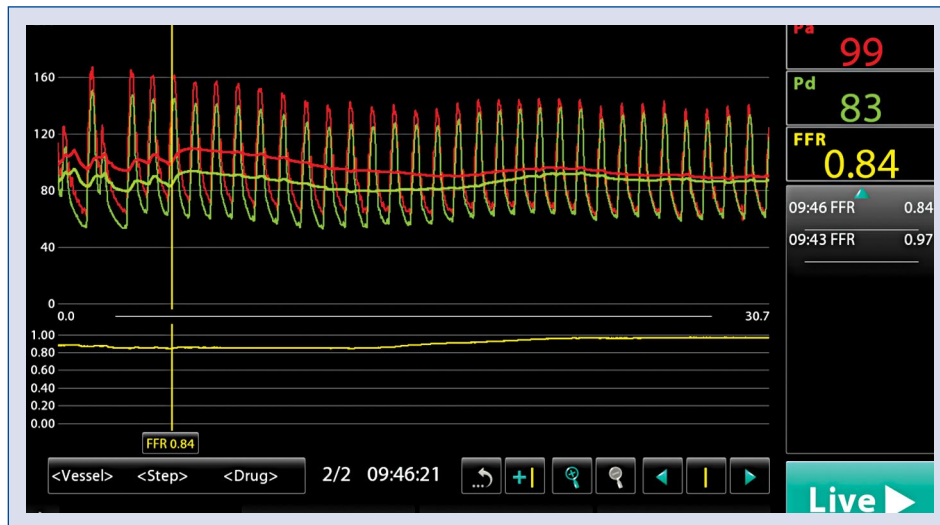 Pa
99
160
Pd
83
120
FFR
0.84
80
09:46 FFR 0.84
40
09:43 FFR 0.97
0
0.0 30.7
1.00
0.80
0.60
0.40
0.20
0.00
FFR 0.84
<Vessel> <Step> <Drug> 2/2 09:46:21
Live